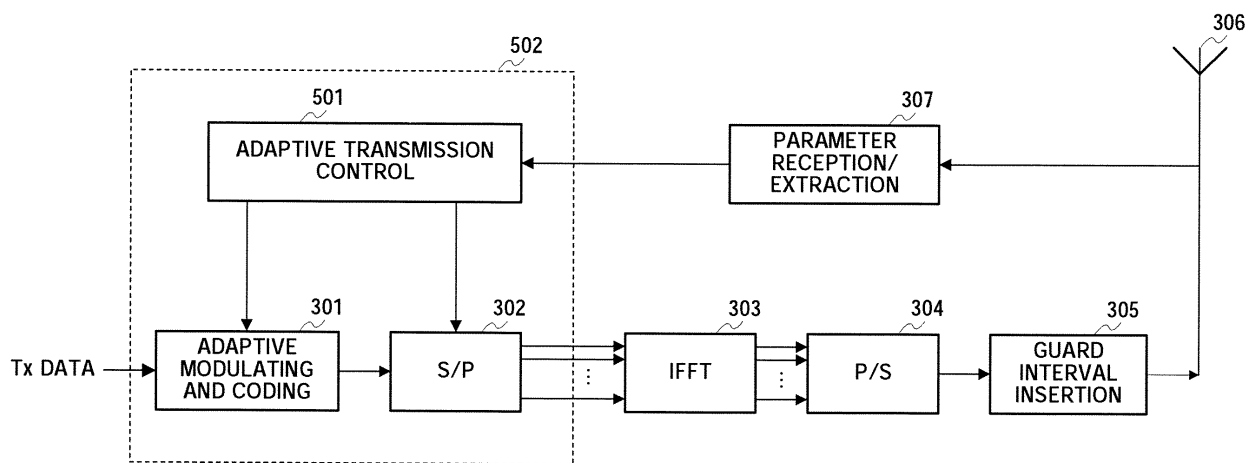 306
502
501
ADAPTIVE TRANSMISSION
CONTROL
307
PARAMETER
RECEPTION/
EXTRACTION
Tx DATA
301
ADAPTIVE
MODULATING
AND CODING
302
S/P
303
IFFT
304
P/S
305
GUARD
INTERVAL
INSERTION